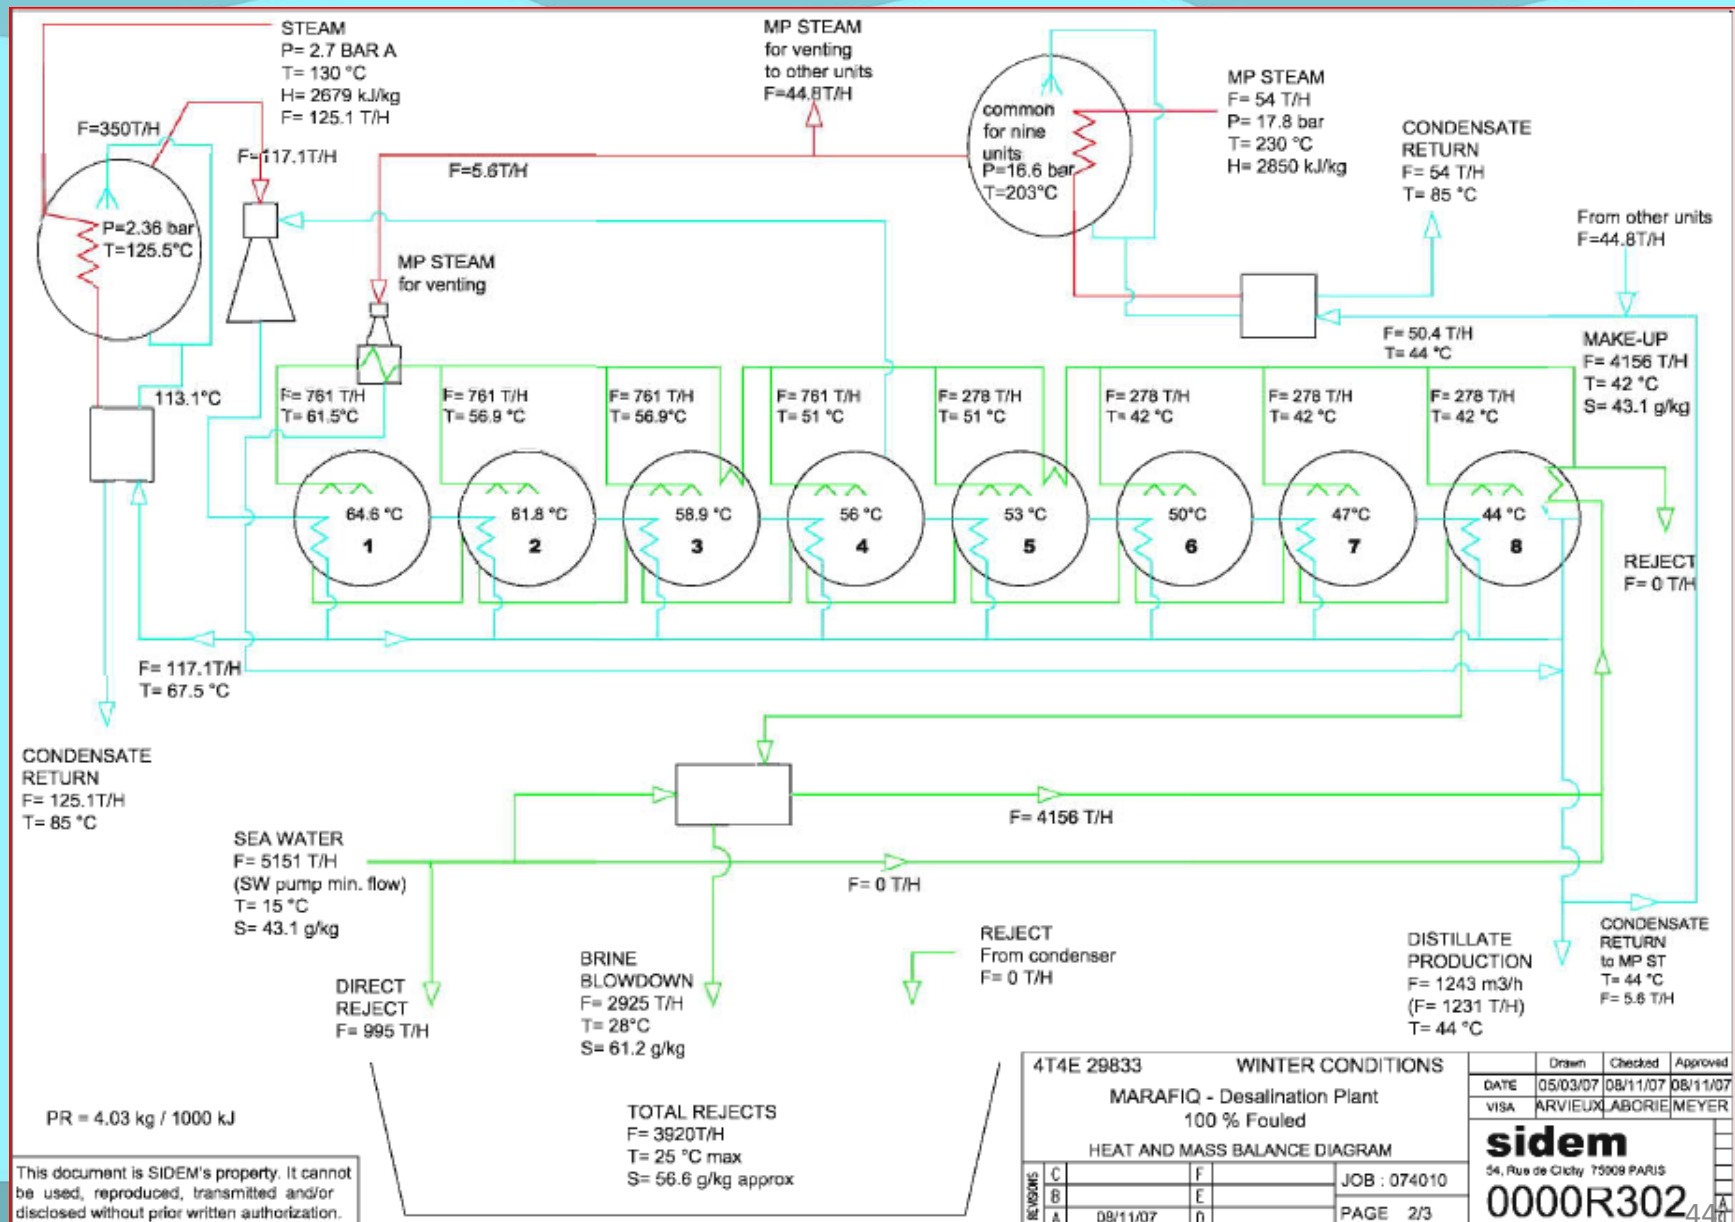 STEAM
P= 2.7 BAR A
T= 130 °C
H= 2679 kJ/kg
F= 125.1 T/H
MP STEAM
for venting
to other units
F=44.8T/H
common
for nine
units
P=16.6 bar
T=203°C
MP STEAM
F= 54 T/H
P= 17.8 bar
T= 230 °C
H= 2850 kJ/kg
CONDENSATE
RETURN
F= 54 T/H
T= 85 °C
From other units
F=44.8T/H
F=350T/H
F=117.1T/H
F=5.6T/H
P=2.36 bar
T=125.5°C
MP STEAM
for venting
F= 50.4 T/H
T= 44 °C
MAKE-UP
F= 4156 T/H
T= 42 °C
S= 43.1 g/kg
113.1°C
F= 761 T/H
T= 61.5°C
F= 761 T/H
T= 56.9 °C
F= 761 T/H
T= 56.9°C
F= 761 T/H
T= 51 °C
F= 278 T/H
T= 51 °C
F= 278 T/H
T= 42 °C
F= 278 T/H
T= 42 °C
F= 278 T/H
T= 42 °C
64.6 °C
1
61.8 °C
2
58.9 °C
3
56 °C
4
53 °C
5
50°C
6
47°C
7
44 °C
8
REJECT
F= 0 T/H
F= 117.1T/H
T= 67.5 °C
CONDENSATE
RETURN
F= 125.1T/H
T= 85 °C
F= 4156 T/H
SEA WATER
F= 5151 T/H
(SW pump min. flow)
T= 15 °C
S= 43.1 g/kg
F= 0 T/H
DIRECT
REJECT
F= 995 T/H
BRINE
BLOWDOWN
F= 2925 T/H
T= 28°C
S= 61.2 g/kg
REJECT
From condenser
F= 0 T/H
DISTILLATE
PRODUCTION
F= 1243 m3/h
(F= 1231 T/H)
T= 44 °C
CONDENSATE
RETURN
to MP ST
T= 44 °C
F= 5.6 T/H
PR = 4.03 kg / 1000 kJ
TOTAL REJECTS
F= 3920T/H
T= 25 °C max
S= 56.6 g/kg approx
This document is SIDEM's property. It cannot
be used, reproduced, transmitted and/or
disclosed without prior written authorization.
4T4E 29833 WINTER CONDITIONS
MARAFIQ - Desalination Plant
100 % Fouled
HEAT AND MASS BALANCE DIAGRAM
REVISIONS
C F
B E
A 08/11/07 D
JOB : 074010
PAGE 2/3
Drawn Checked Approved
DATE 05/03/07 08/11/07 08/11/07
VISA ARVIEUX LABORIE MEYER
sidem
54, Rue de Clichy 75009 PARIS
0000R302
A